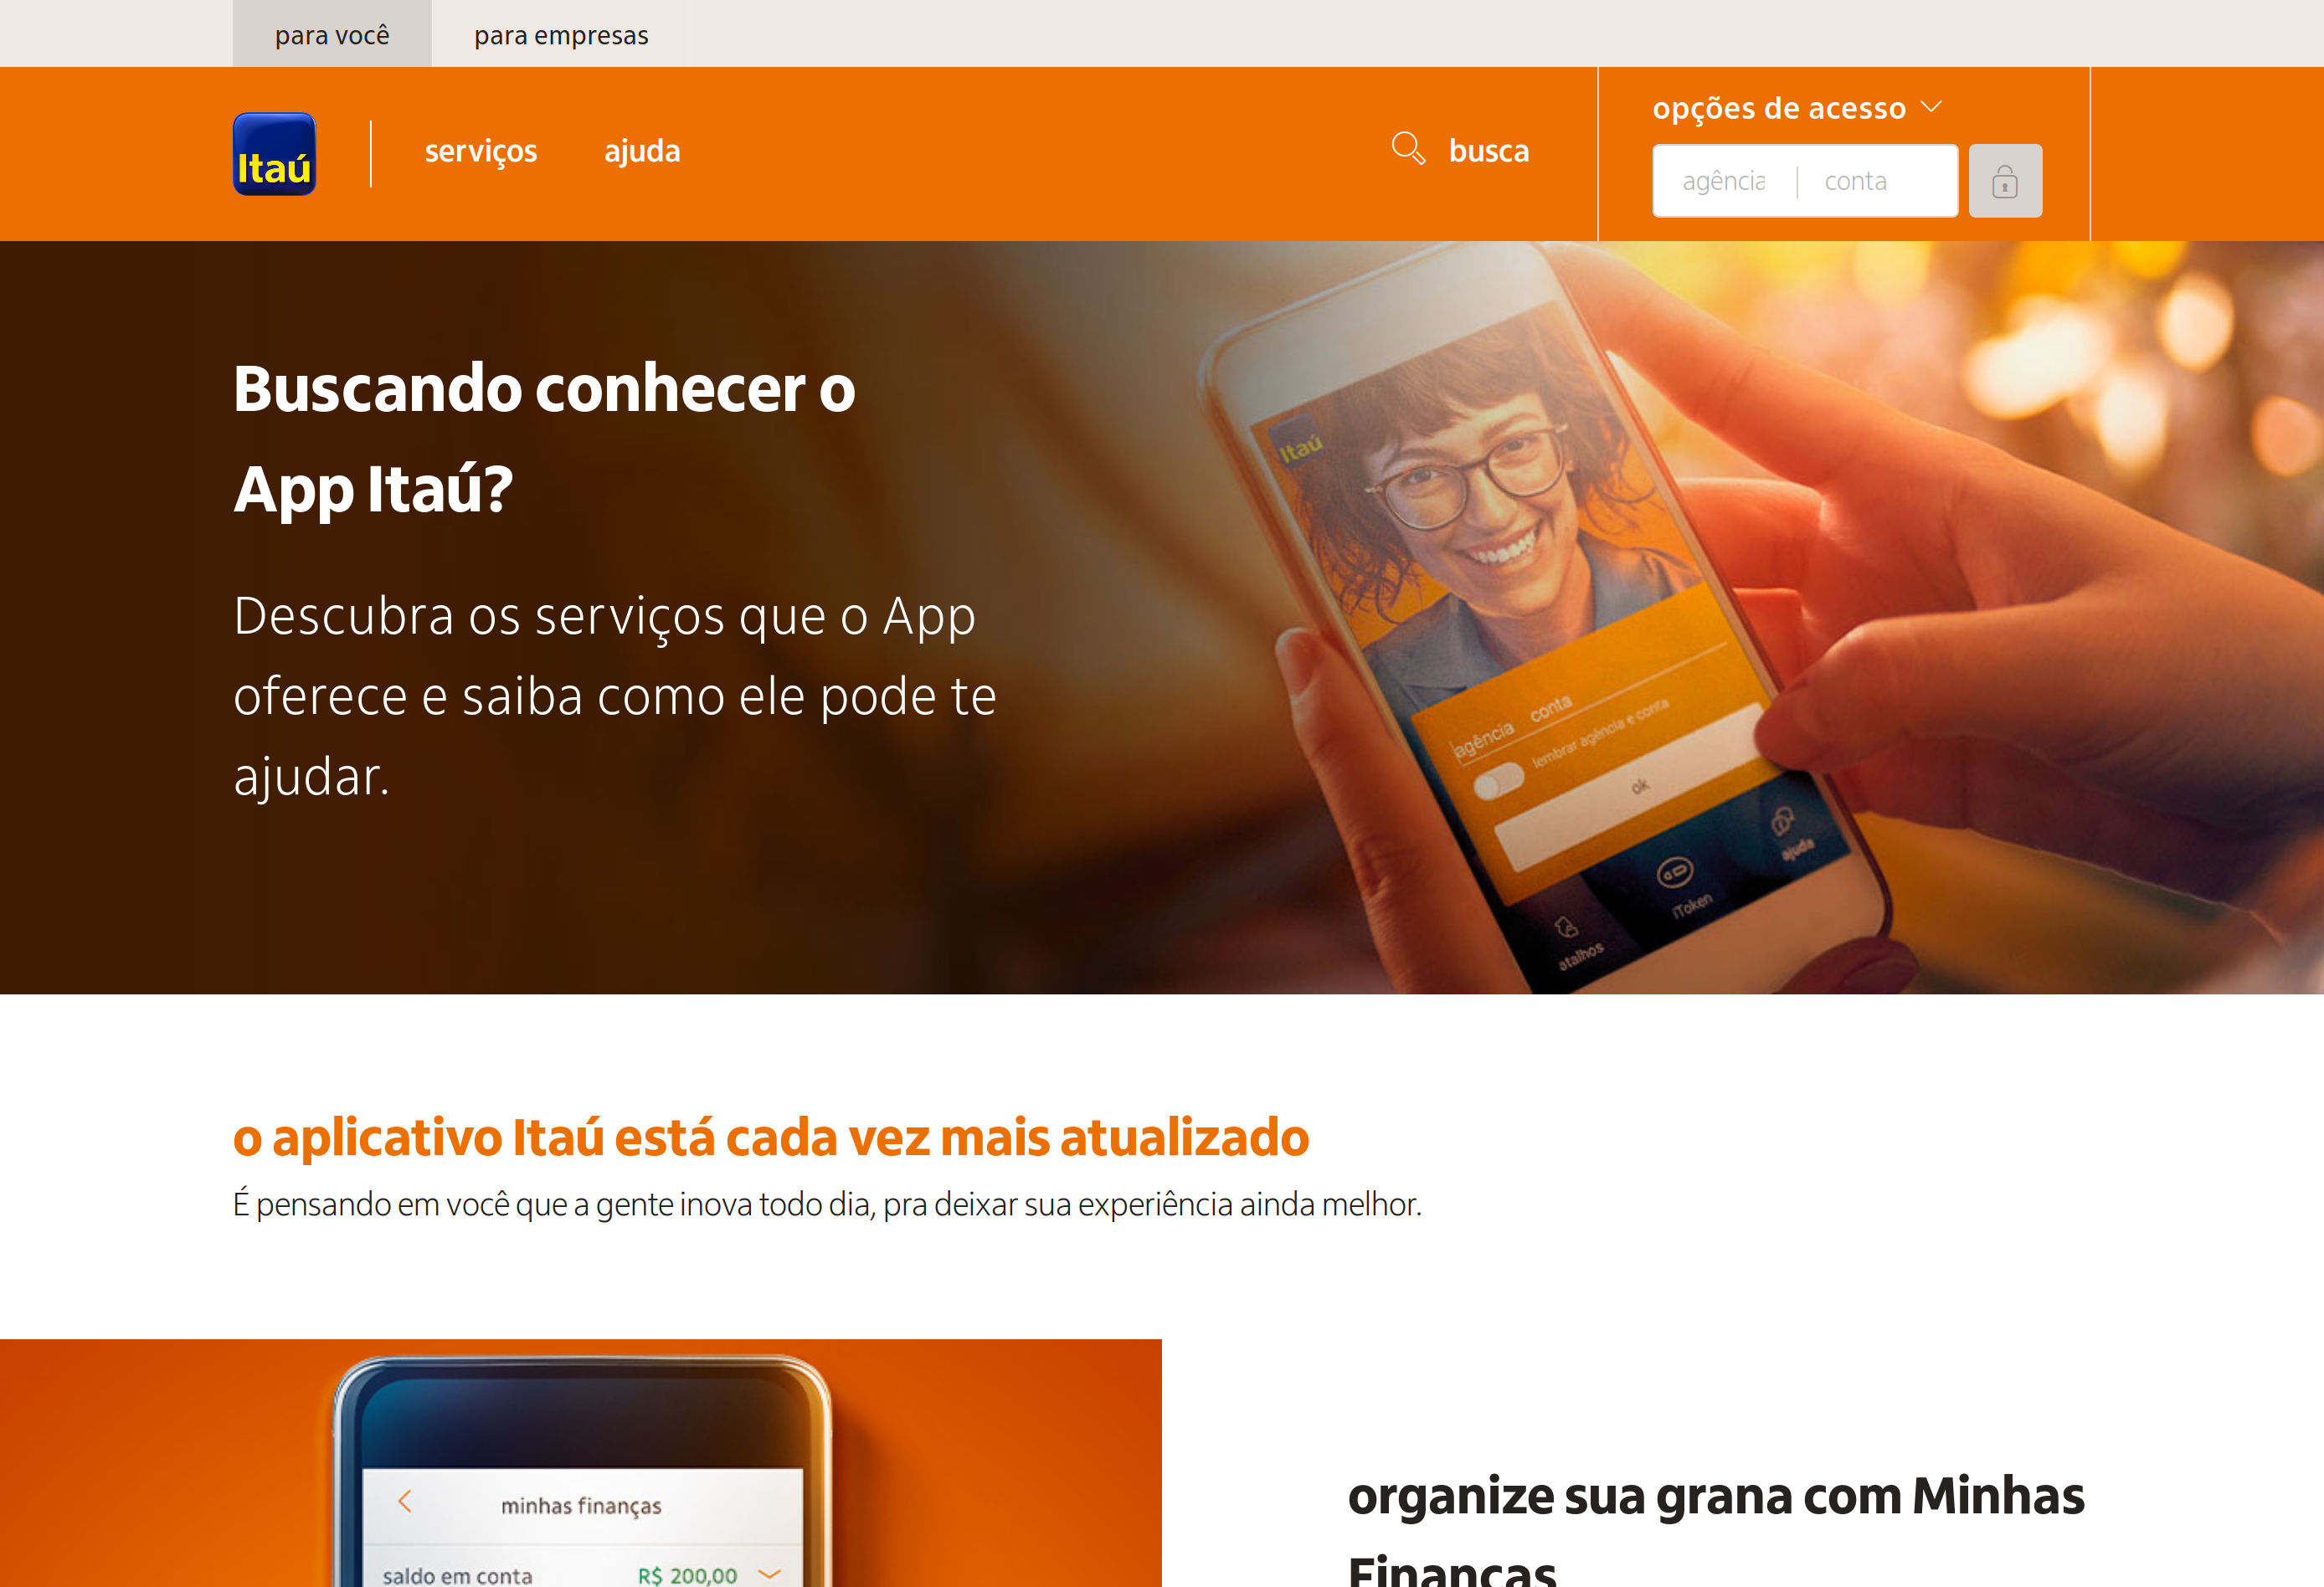 para você
para empresas
Itaú
serviços
ajuda
busca
opções de acesso
agência
conta
Buscando conhecer o
App Itaú?
Descubra os serviços que o App
oferece e saiba como ele pode te
ajudar.
Itaú
agência conta
lembrar agência e conta
ok
atalhos
iToken
ajuda
o aplicativo Itaú está cada vez mais atualizado
É pensando em você que a gente inova todo dia, pra deixar sua experiência ainda melhor.
minhas finanças
saldo em conta R$ 200,00
organize sua grana com Minhas
Finanças